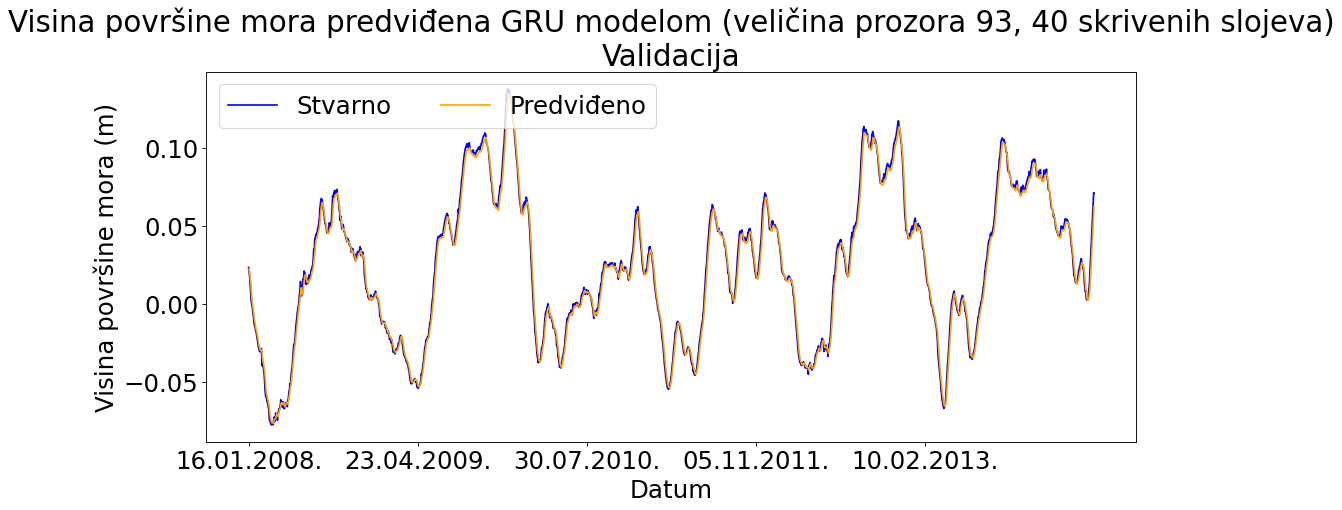 Visina površine mora predviđena GRU modelom (veličina prozora 93, 40 skrivenih slojeva)
Validacija
Stvarno Predviđeno
Visina površine mora (m)
0.10
0.05
0.00
−0.05
16.01.2008. 23.04.2009. 30.07.2010. 05.11.2011. 10.02.2013.
Datum